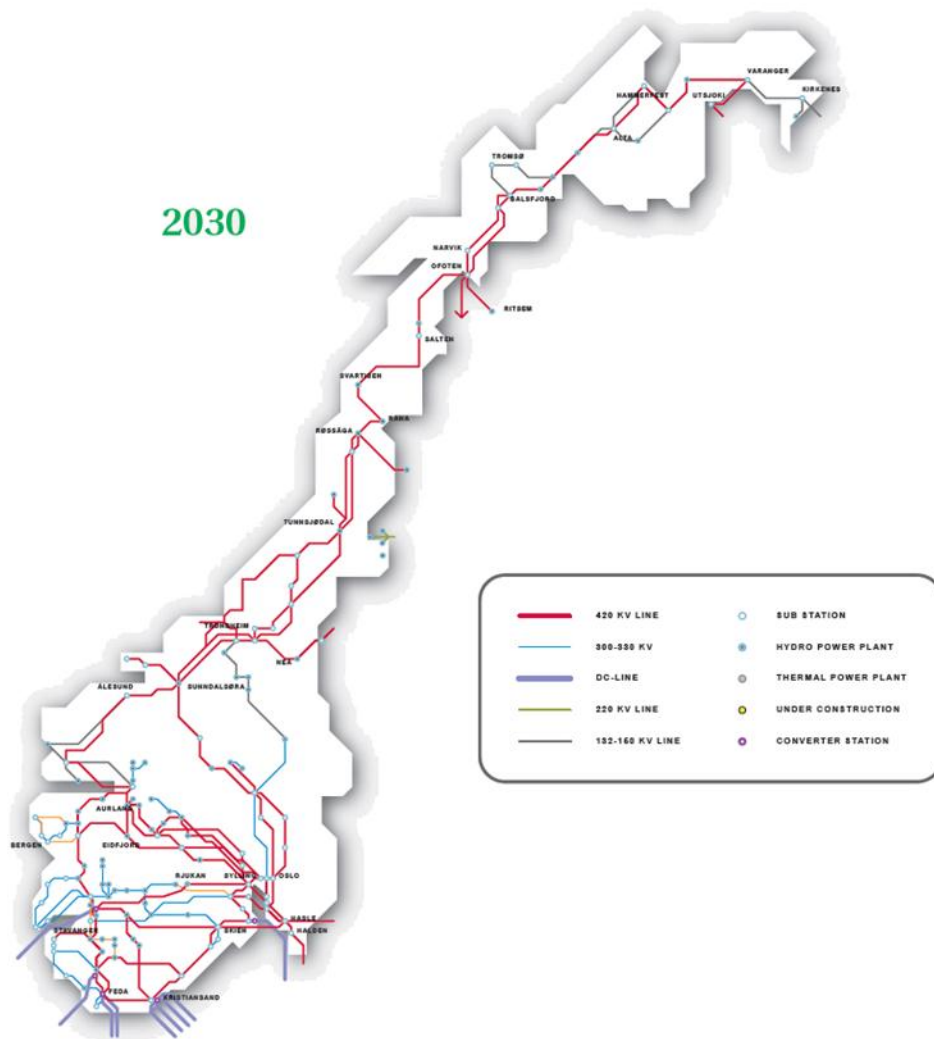 VARANGER
HAMMERFEST
UTSJOKI
KIRKENES
ALTA
TROMSØ
BALSFJORD
2030
NARVIK
OFOTEN
RITSEM
SALTEN
SVARTISEN
RANA
RØSSÅGA
TUNNSJØDAL
TRONDHEIM
NEA
ÅLESUND
SUNNDALSØRA
AURLAND
BERGEN
EIDFJORD
RJUKAN
SYLLING
OSLO
STAVANGER
SKIEN
HASLE
HALDEN
FEDA
KRISTIANSAND
420 KV LINE
SUB STATION
300-330 KV
HYDRO POWER PLANT
DC-LINE
THERMAL POWER PLANT
220 KV LINE
UNDER CONSTRUCTION
132-160 KV LINE
CONVERTER STATION